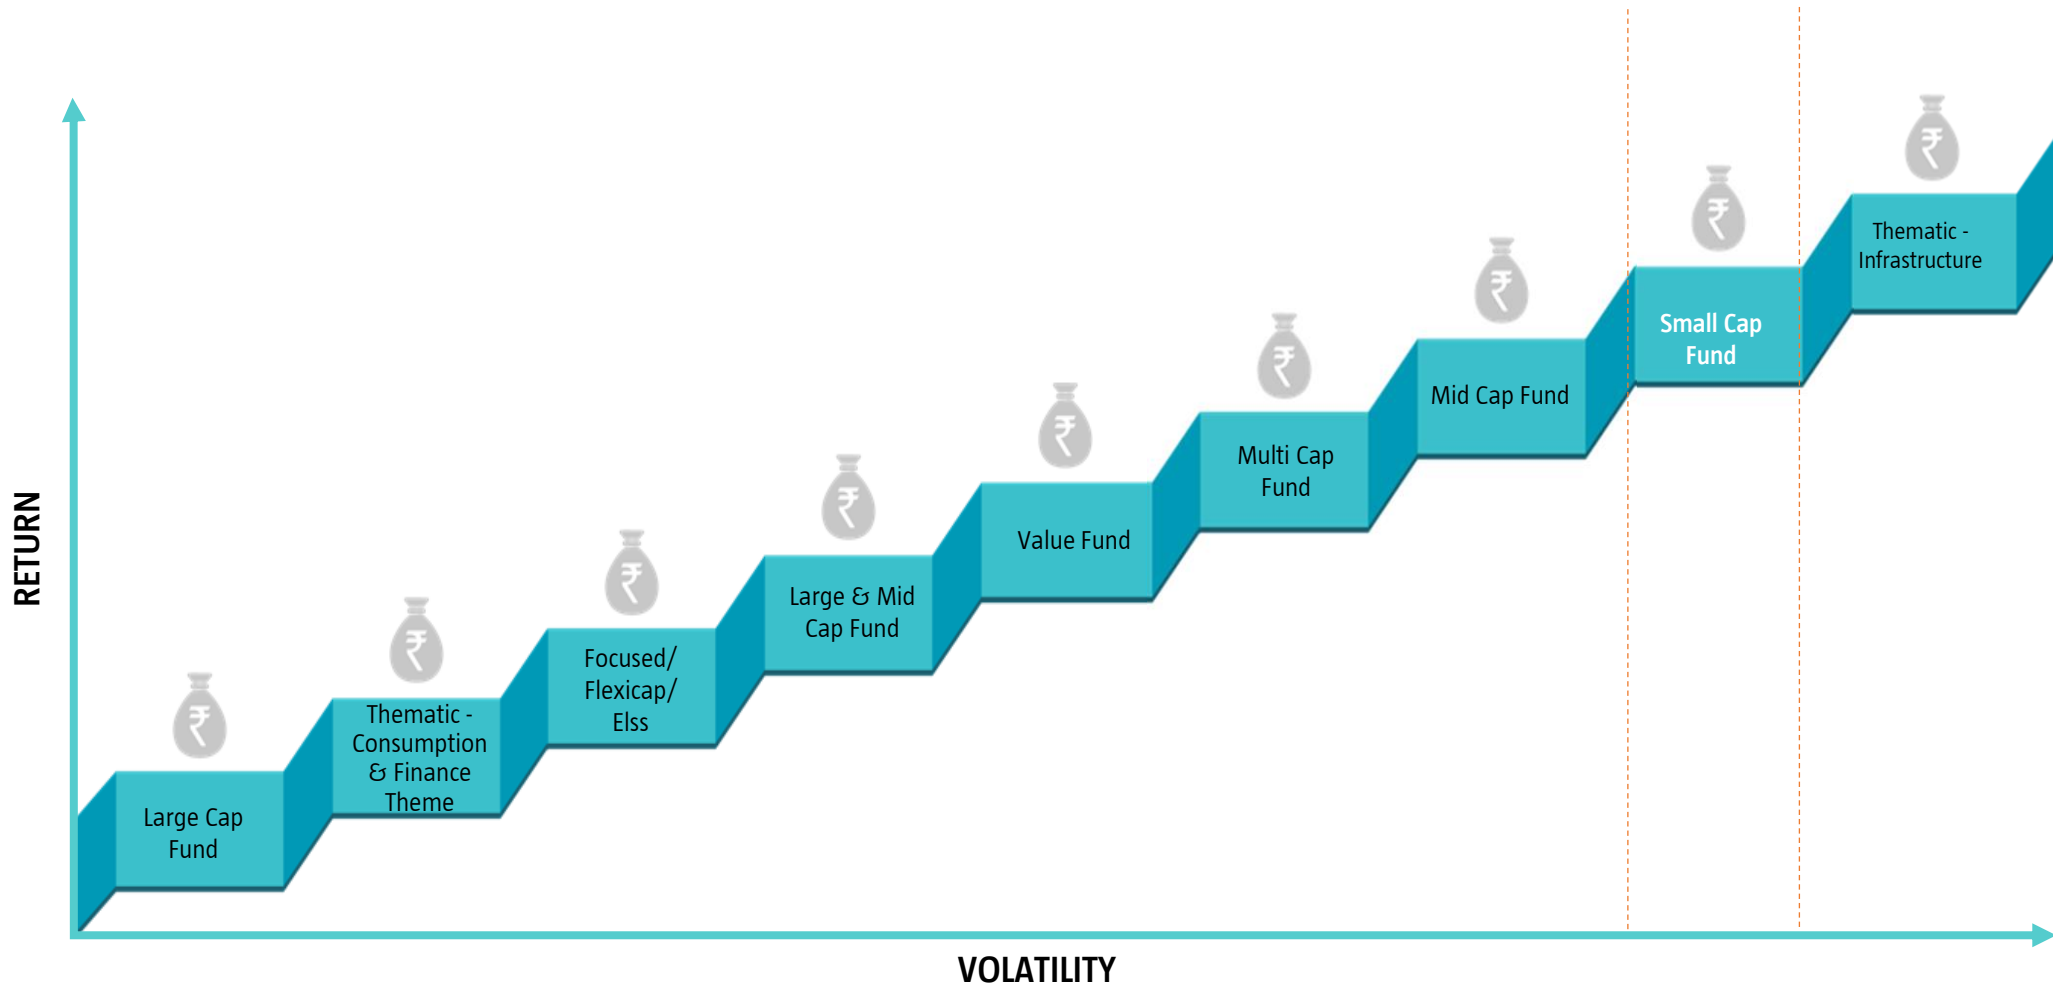 RETURN
₹
Large Cap
Fund
₹
Thematic -
Consumption
& Finance
Theme
₹
Focused/
Flexicap/
Elss
₹
Large & Mid
Cap Fund
₹
Value Fund
₹
Multi Cap
Fund
₹
Mid Cap Fund
₹
Small Cap
Fund
₹
Thematic -
Infrastructure
VOLATILITY